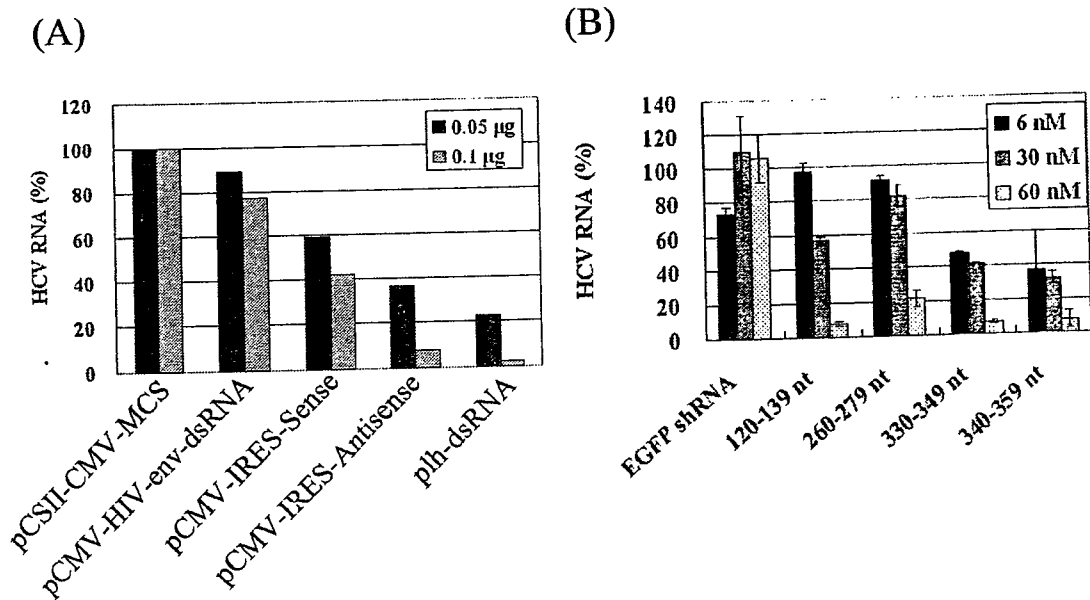 (A)
HCV RNA (%)
120
100
80
60
40
20
0
0.05 µg
0.1 µg
pCSII-CMV-MCS
pCMV-HIV-env-dsRNA
pCMV-IRES-Sense
pCMV-IRES-Antisense
plh-dsRNA
(B)
HCV RNA (%)
140
120
100
80
60
40
20
0
6 nM
30 nM
60 nM
EGFP shRNA
120-139 nt
260-279 nt
330-349 nt
340-359 nt